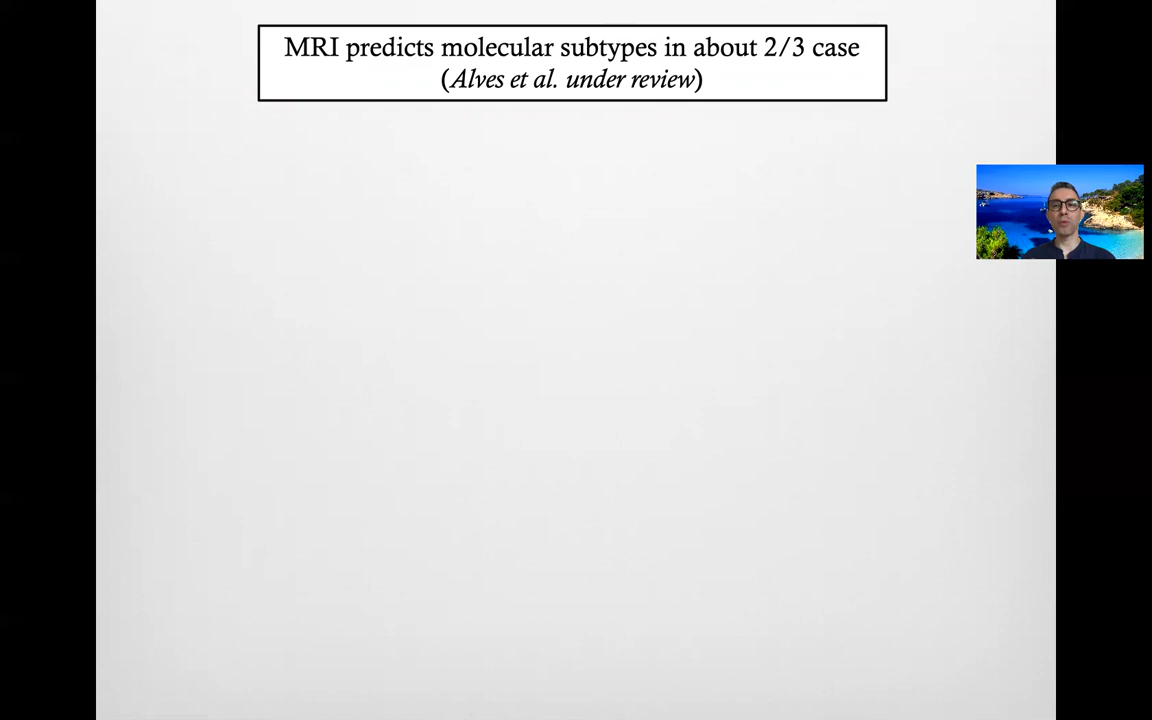 MRI predicts molecular subtypes in about 2/3 case
(Alves et al. under review)